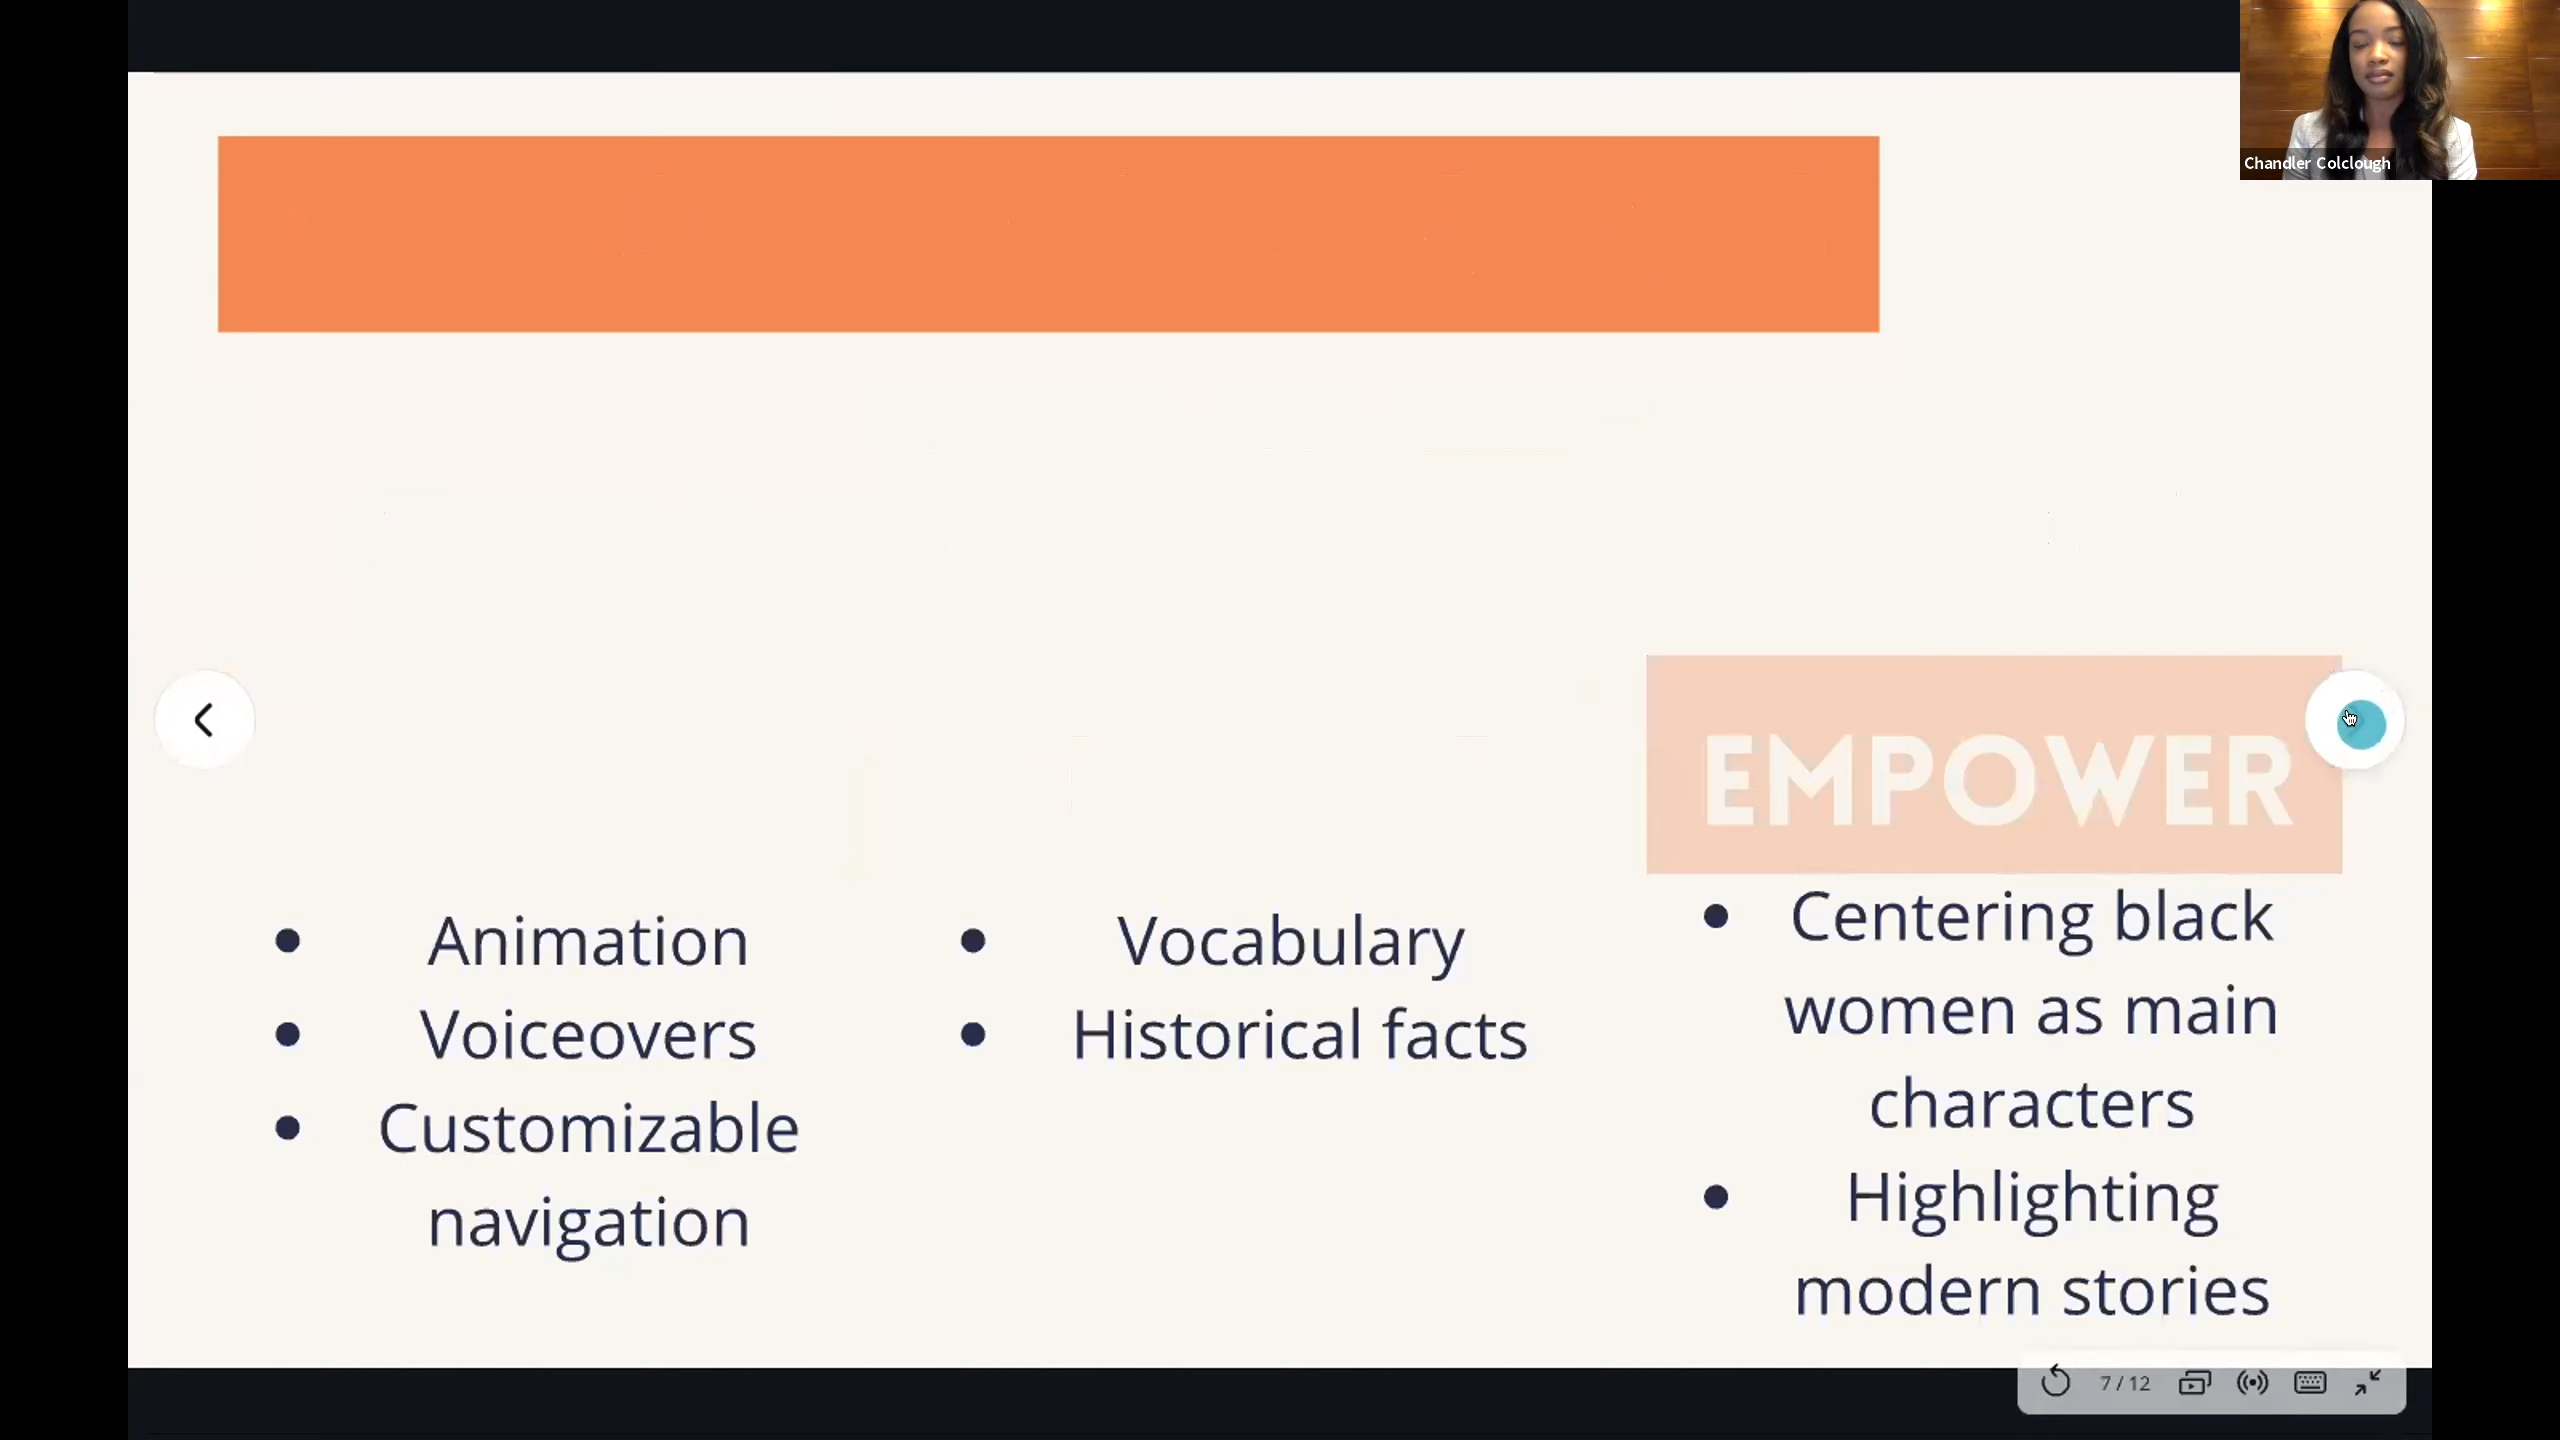 Chandler Colclough
EMPOWER
Animation
Voiceovers
Customizable
navigation
Vocabulary
Historical facts
Centering black
women as main
characters
Highlighting
modern stories
7 / 12